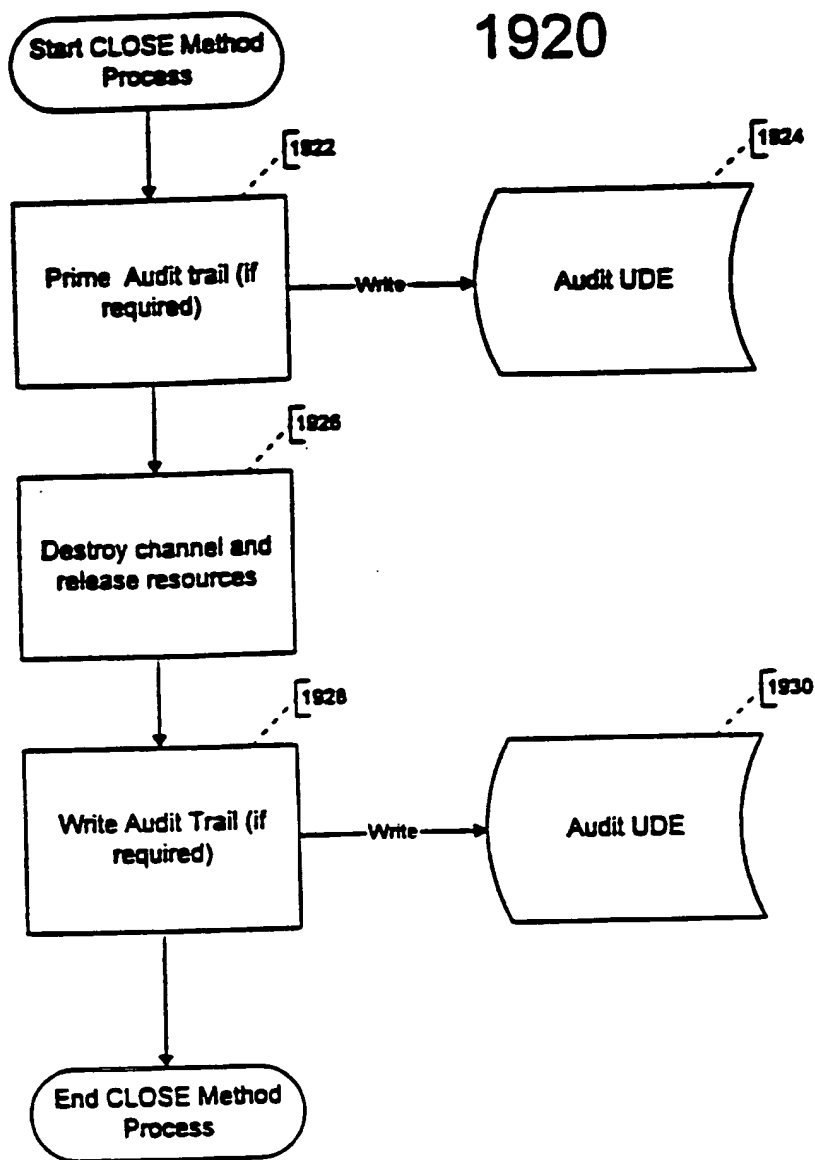 1920
Start CLOSE Method
Process
1922
1924
Prime Audit trail (if
required)
Write
Audit UDE
1926
Destroy channel and
release resources
1928
1930
Write Audit Trail (if
required)
Write
Audit UDE
End CLOSE Method
Process